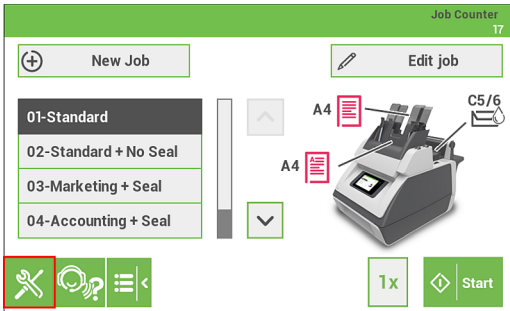 Job Counter
17
New Job
Edit job
01-Standard
02-Standard + No Seal
03-Marketing + Seal
04-Accounting + Seal
A4
C5/6
A4
?
1x
Start